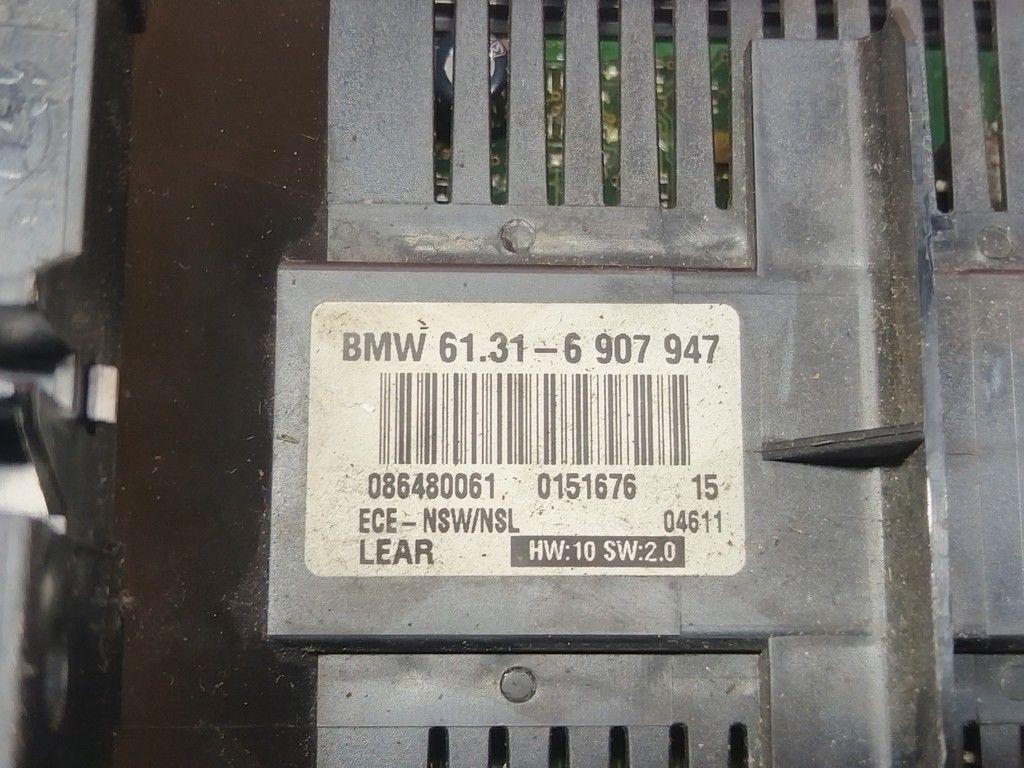 BMW 61.31-6 907 947
086480061 0151676 15
ECE-NSW/NSL 04611
LEAR HW:10 SW:2.0